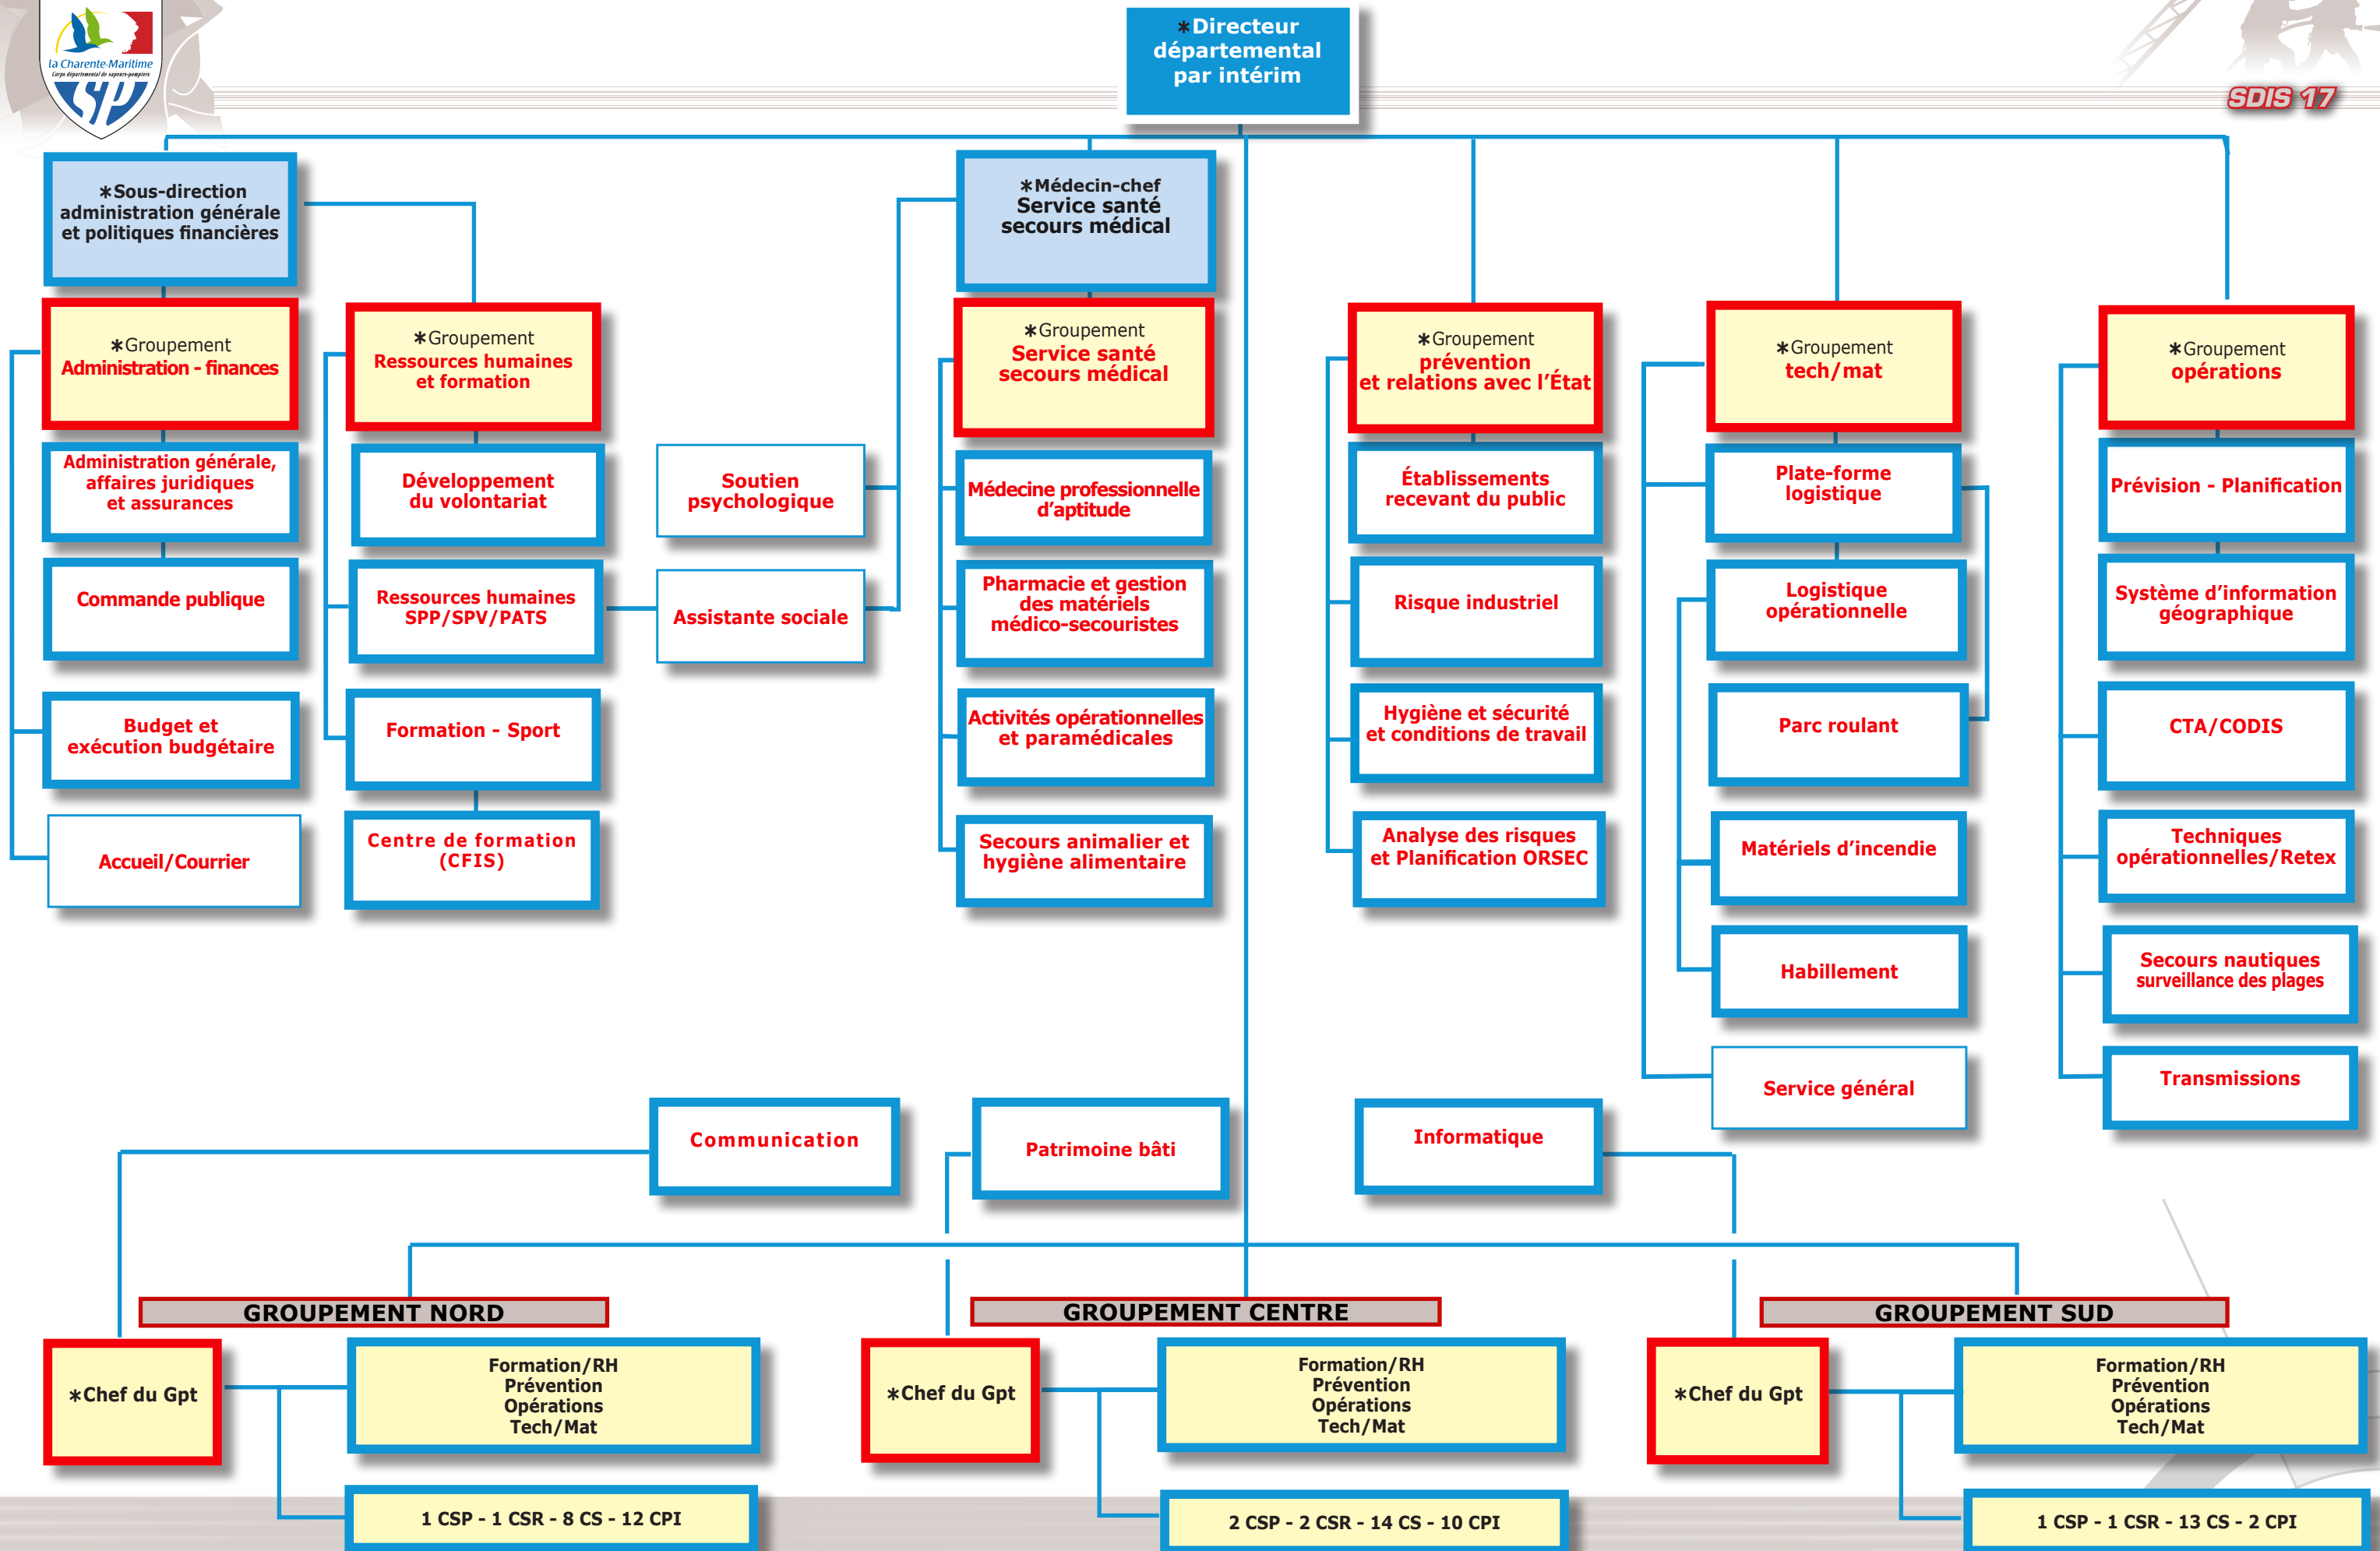 la Charente-Maritime
Corps départemental de sapeurs-pompiers
SP
∗Directeur
départemental
par intérim
SDIS 17
∗Sous-direction
administration générale
et politiques financières
∗Médecin-chef
Service santé
secours médical
∗Groupement
Administration - finances
∗Groupement
Ressources humaines
et formation
∗Groupement
Service santé
secours médical
∗Groupement
prévention
et relations avec l’État
∗Groupement
tech/mat
∗Groupement
opérations
Administration générale,
affaires juridiques
et assurances
Développement
du volontariat
Soutien
psychologique
Médecine professionnelle
d’aptitude
Établissements
recevant du public
Plate-forme
logistique
Prévision - Planification
Commande publique
Ressources humaines
SPP/SPV/PATS
Assistante sociale
Pharmacie et gestion
des matériels
médico-secouristes
Risque industriel
Logistique
opérationnelle
Système d’information
géographique
Budget et
exécution budgétaire
Formation - Sport
Activités opérationnelles
et paramédicales
Hygiène et sécurité
et conditions de travail
Parc roulant
CTA/CODIS
Accueil/Courrier
Centre de formation
(CFIS)
Secours animalier et
hygiène alimentaire
Analyse des risques
et Planification ORSEC
Matériels d’incendie
Techniques
opérationnelles/Retex
Habillement
Secours nautiques
surveillance des plages
Service général
Transmissions
Communication
Patrimoine bâti
Informatique
GROUPEMENT NORD
GROUPEMENT CENTRE
GROUPEMENT SUD
∗Chef du Gpt
Formation/RH
Prévention
Opérations
Tech/Mat
∗Chef du Gpt
Formation/RH
Prévention
Opérations
Tech/Mat
∗Chef du Gpt
Formation/RH
Prévention
Opérations
Tech/Mat
1 CSP - 1 CSR - 8 CS - 12 CPI
2 CSP - 2 CSR - 14 CS - 10 CPI
1 CSP - 1 CSR - 13 CS - 2 CPI